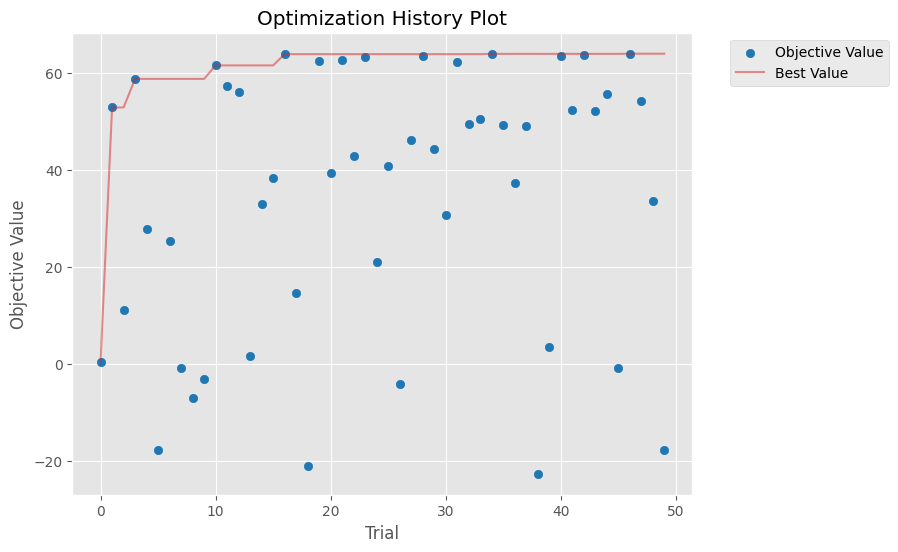 Optimization History Plot
Objective Value
Best Value
Objective Value
60
40
20
0
−20
0 10 20 30 40 50
Trial